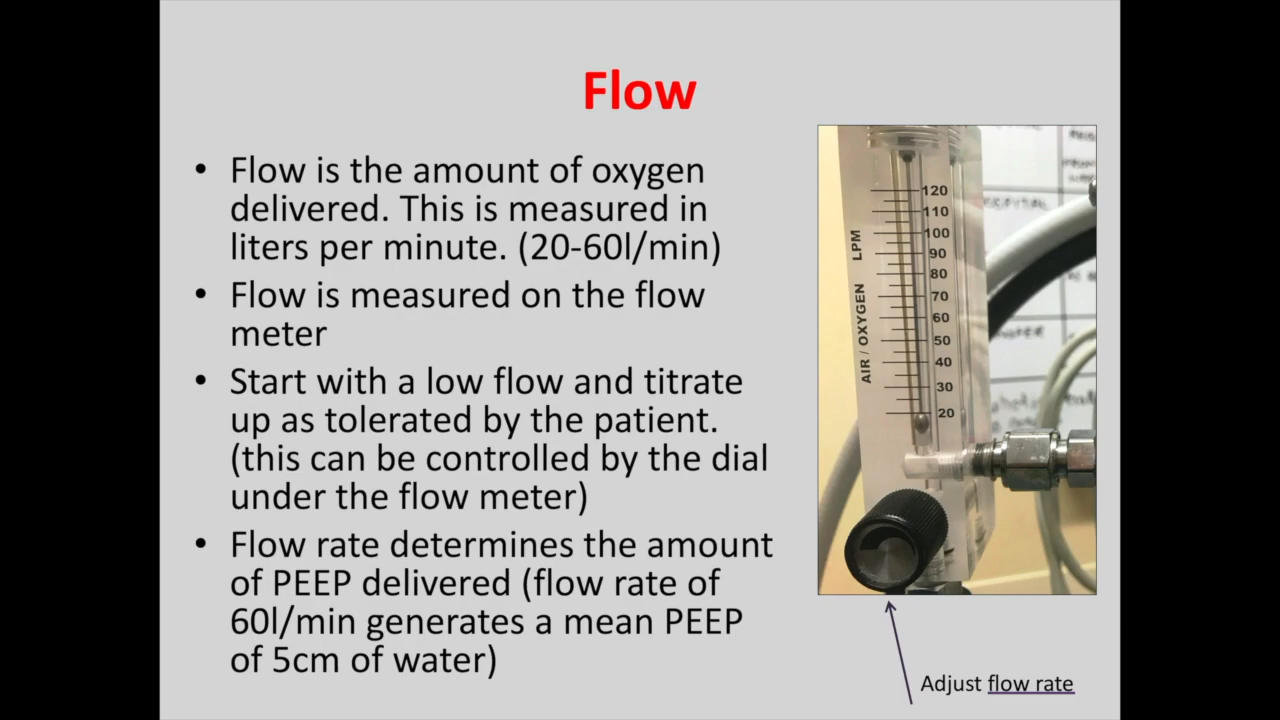 Flow
• Flow is the amount of oxygen
delivered. This is measured in
liters per minute. (20-60l/min)
• Flow is measured on the flow
meter
• Start with a low flow and titrate
up as tolerated by the patient.
(this can be controlled by the dial
under the flow meter)
• Flow rate determines the amount
of PEEP delivered (flow rate of
60l/min generates a mean PEEP
of 5cm of water)
AIR / OXYGEN LPM
120
110
100
90
80
70
60
50
40
30
20
Adjust flow rate